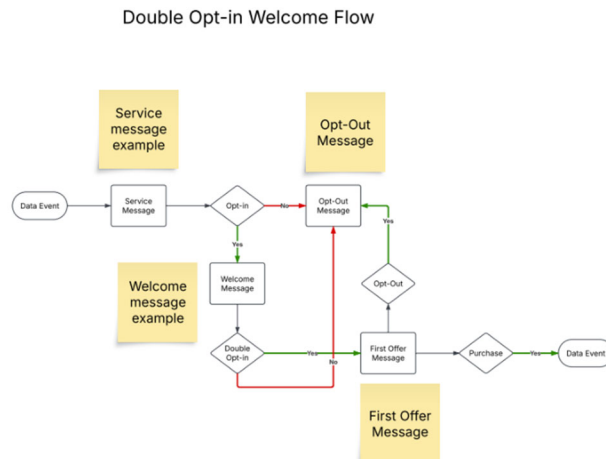 Double Opt-in Welcome Flow
Service
message
example
Opt-Out
Message
Data Event
Service
Message
Opt-in
No
Opt-Out
Message
Yes
Yes
Welcome
message
example
Welcome
Message
Opt-Out
Double
Opt-in
Yes
No
First Offer
Message
Purchase
Yes
Data Event
First Offer
Message